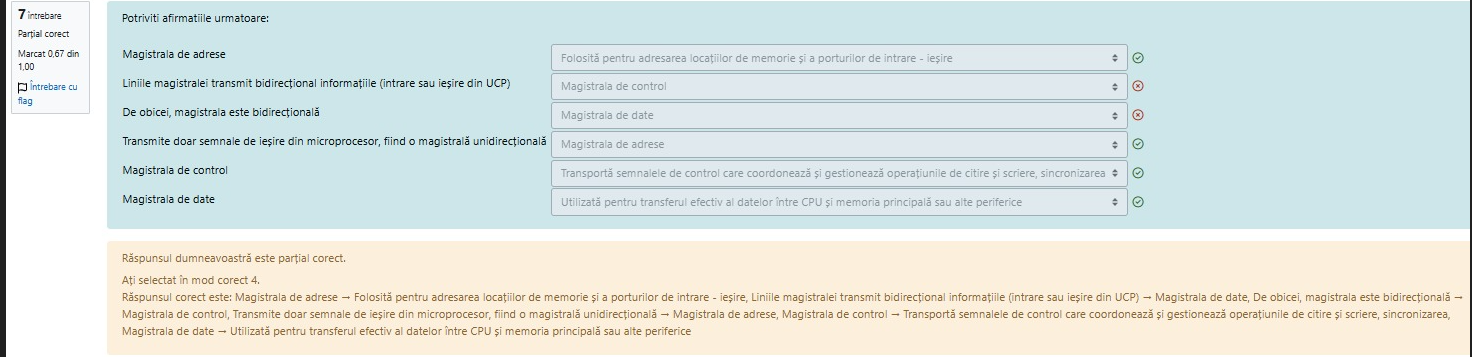 7 întrebare
Parțial corect
Marcat 0,67 din
1,00
Întrebare cu
flag
Potriviti afirmatiile urmatoare:
Magistrala de adrese
Folosită pentru adresarea locațiilor de memorie și a porturilor de intrare - ieșire
Liniile magistralei transmit bidirecțional informațiile (intrare sau ieșire din UCP)
Magistrala de control
De obicei, magistrala este bidirecțională
Magistrala de date
Transmite doar semnale de ieșire din microprocesor, fiind o magistrală unidirecțională
Magistrala de adrese
Magistrala de control
Transportă semnalele de control care coordonează și gestionează operațiunile de citire și scriere, sincronizarea
Magistrala de date
Utilizată pentru transferul efectiv al datelor între CPU și memoria principală sau alte periferice
Răspunsul dumneavoastră este parțial corect.
Ați selectat în mod corect 4.
Răspunsul corect este: Magistrala de adrese → Folosită pentru adresarea locațiilor de memorie și a porturilor de intrare - ieșire, Liniile magistralei transmit bidirecțional informațiile (intrare sau ieșire din UCP) → Magistrala de date, De obicei, magistrala este bidirecțională →
Magistrala de control, Transmite doar semnale de ieșire din microprocesor, fiind o magistrală unidirecțională → Magistrala de adrese, Magistrala de control → Transportă semnalele de control care coordonează și gestionează operațiunile de citire și scriere, sincronizarea,
Magistrala de date → Utilizată pentru transferul efectiv al datelor între CPU și memoria principală sau alte periferice